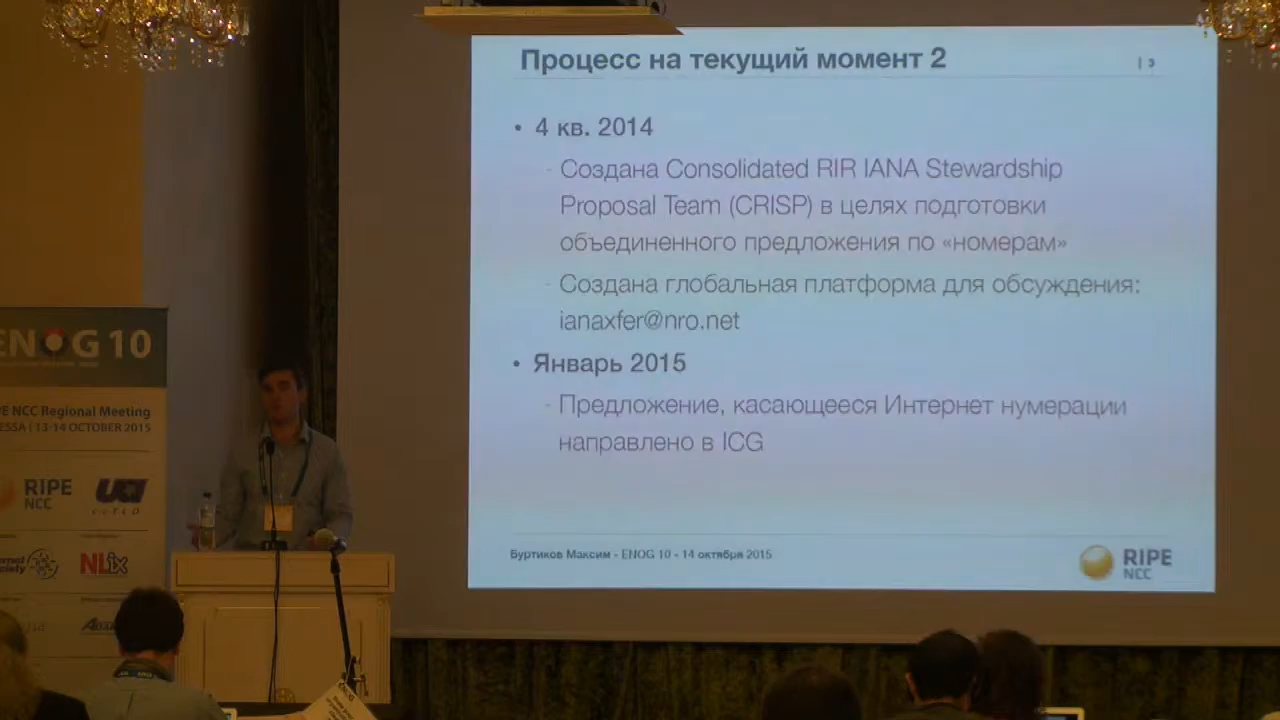 Процесс на текущий момент 2
| 3
• 4 кв. 2014
- Создана Consolidated RIR IANA Stewardship
Proposal Team (CRISP) в целях подготовки
объединенного предложения по «номерам»
- Создана глобальная платформа для обсуждения:
ianaxfer@nro.net
• Январь 2015
- Предложение, касающееся Интернет нумерации
направлено в ICG
Буртиков Максим - ENOG 10 - 14 октября 2015
RIPE
NCC
ENOG 10
PE NCC Regional Meeting
ESSA | 13-14 OCTOBER 2015
RIPE
NCC
rnet
ciety
NLix